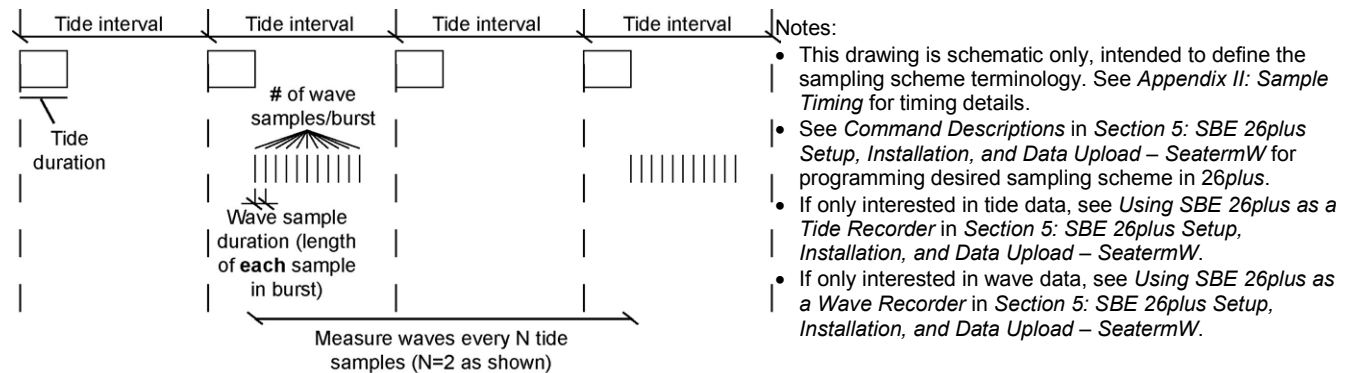 Tide interval
Tide interval
Tide interval
Tide interval
Tide
duration
# of wave
samples/burst
Wave sample
duration (length
of each sample
in burst)
Measure waves every N tide
samples (N=2 as shown)
Notes:
• This drawing is schematic only, intended to define the
sampling scheme terminology. See Appendix II: Sample
Timing for timing details.
• See Command Descriptions in Section 5: SBE 26plus
Setup, Installation, and Data Upload – SeatermW for
programming desired sampling scheme in 26plus.
• If only interested in tide data, see Using SBE 26plus as a
Tide Recorder in Section 5: SBE 26plus Setup,
Installation, and Data Upload – SeatermW.
• If only interested in wave data, see Using SBE 26plus as
a Wave Recorder in Section 5: SBE 26plus Setup,
Installation, and Data Upload – SeatermW.